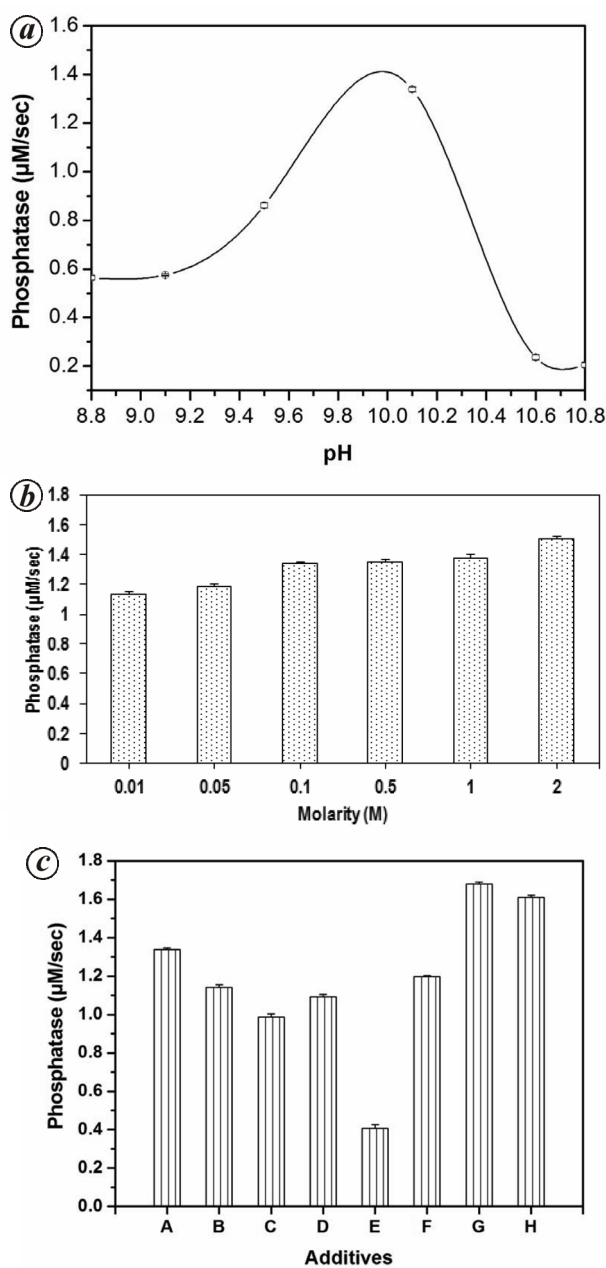 a
1.6
1.4
1.2
1.0
0.8
0.6
0.4
0.2
Phosphatase (µM/sec)
8.8 9.0 9.2 9.4 9.6 9.8 10.0 10.2 10.4 10.6 10.8
pH
b
1.8
1.6
1.4
1.2
1
0.8
0.6
0.4
0.2
0
Phosphatase (µM/sec)
0.01 0.05 0.1 0.5 1 2
Molarity (M)
c
1.8
1.6
1.4
1.2
1.0
0.8
0.6
0.4
0.2
0.0
Phosphatase (µM/sec)
A B C D E F G H
Additives